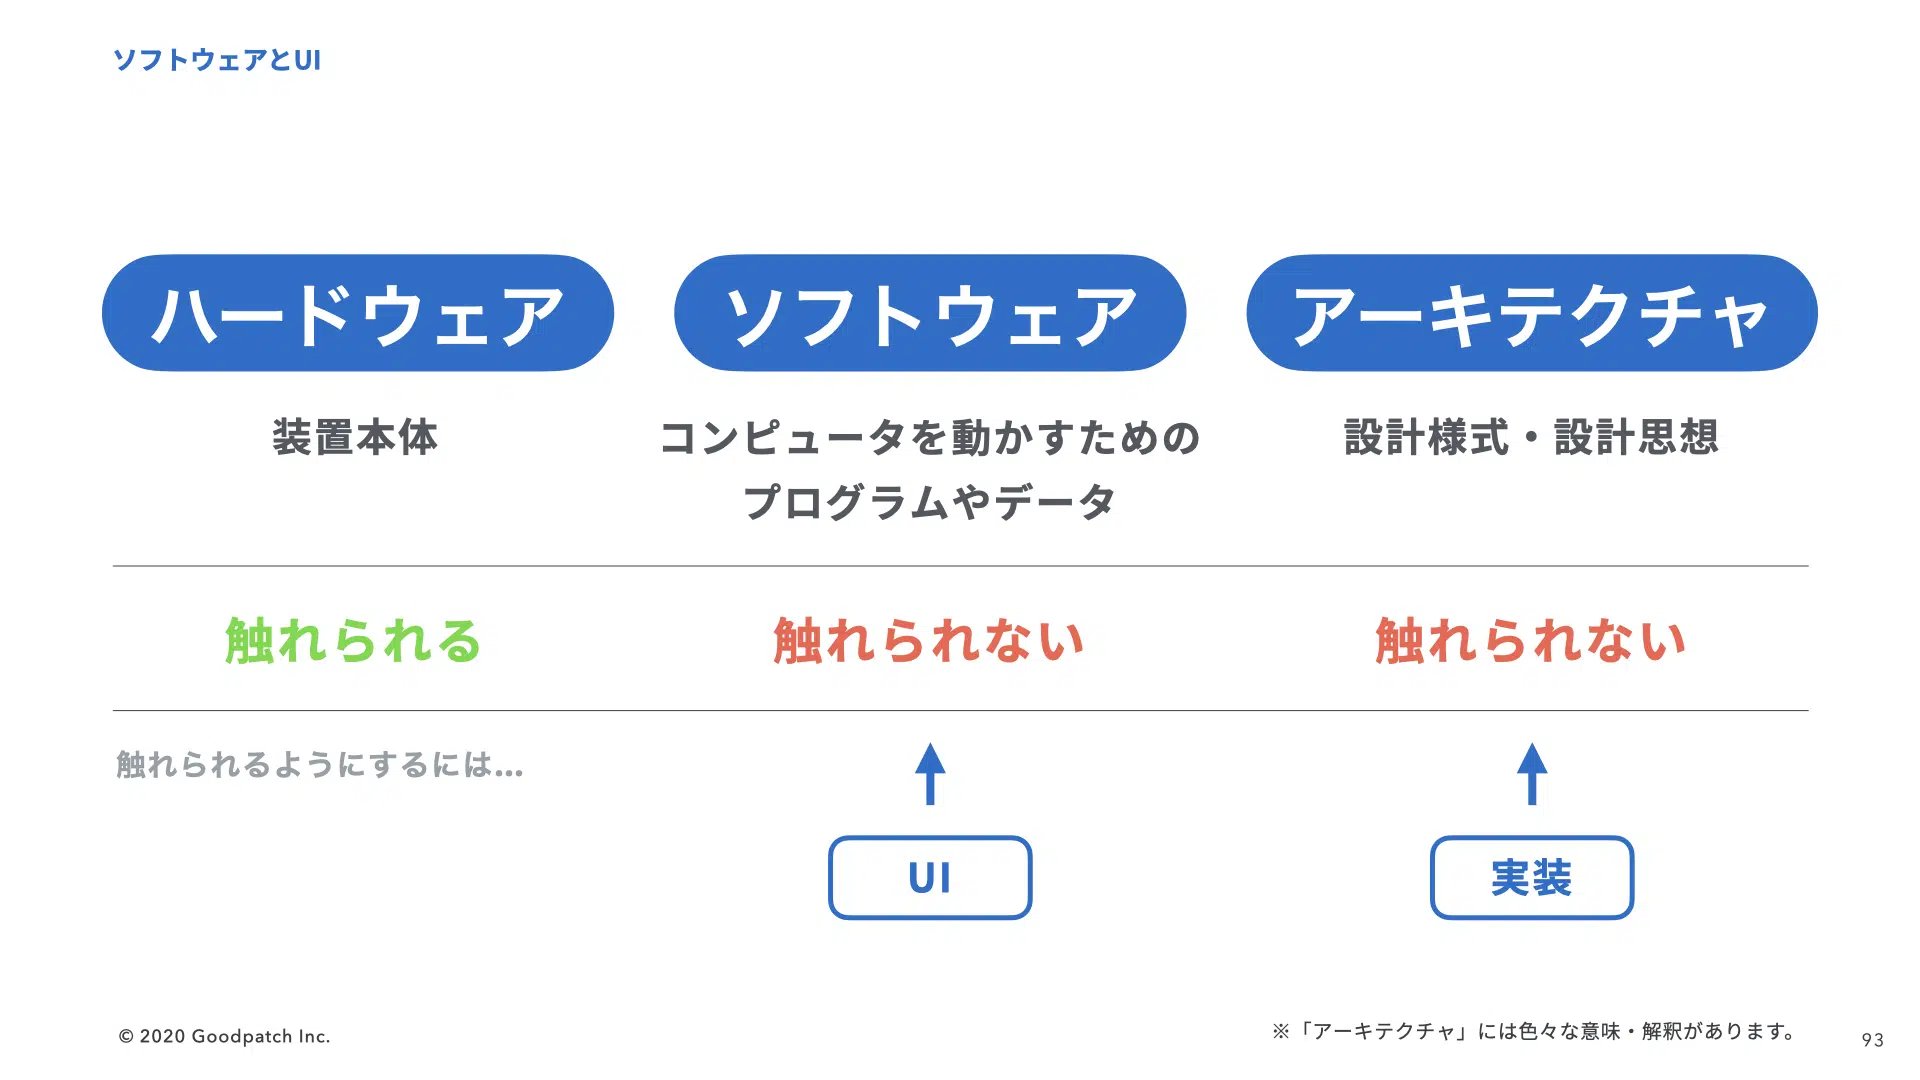 ソフトウェアとUI
ハードウェア
ソフトウェア
アーキテクチャ
装置本体
コンピュータを動かすための
プログラムやデータ
設計様式・設計思想
触れられる
触れられない
触れられない
触れられるようにするには...
UI
実装
© 2020 Goodpatch Inc.
※「アーキテクチャ」には色々な意味・解釈があります。
93